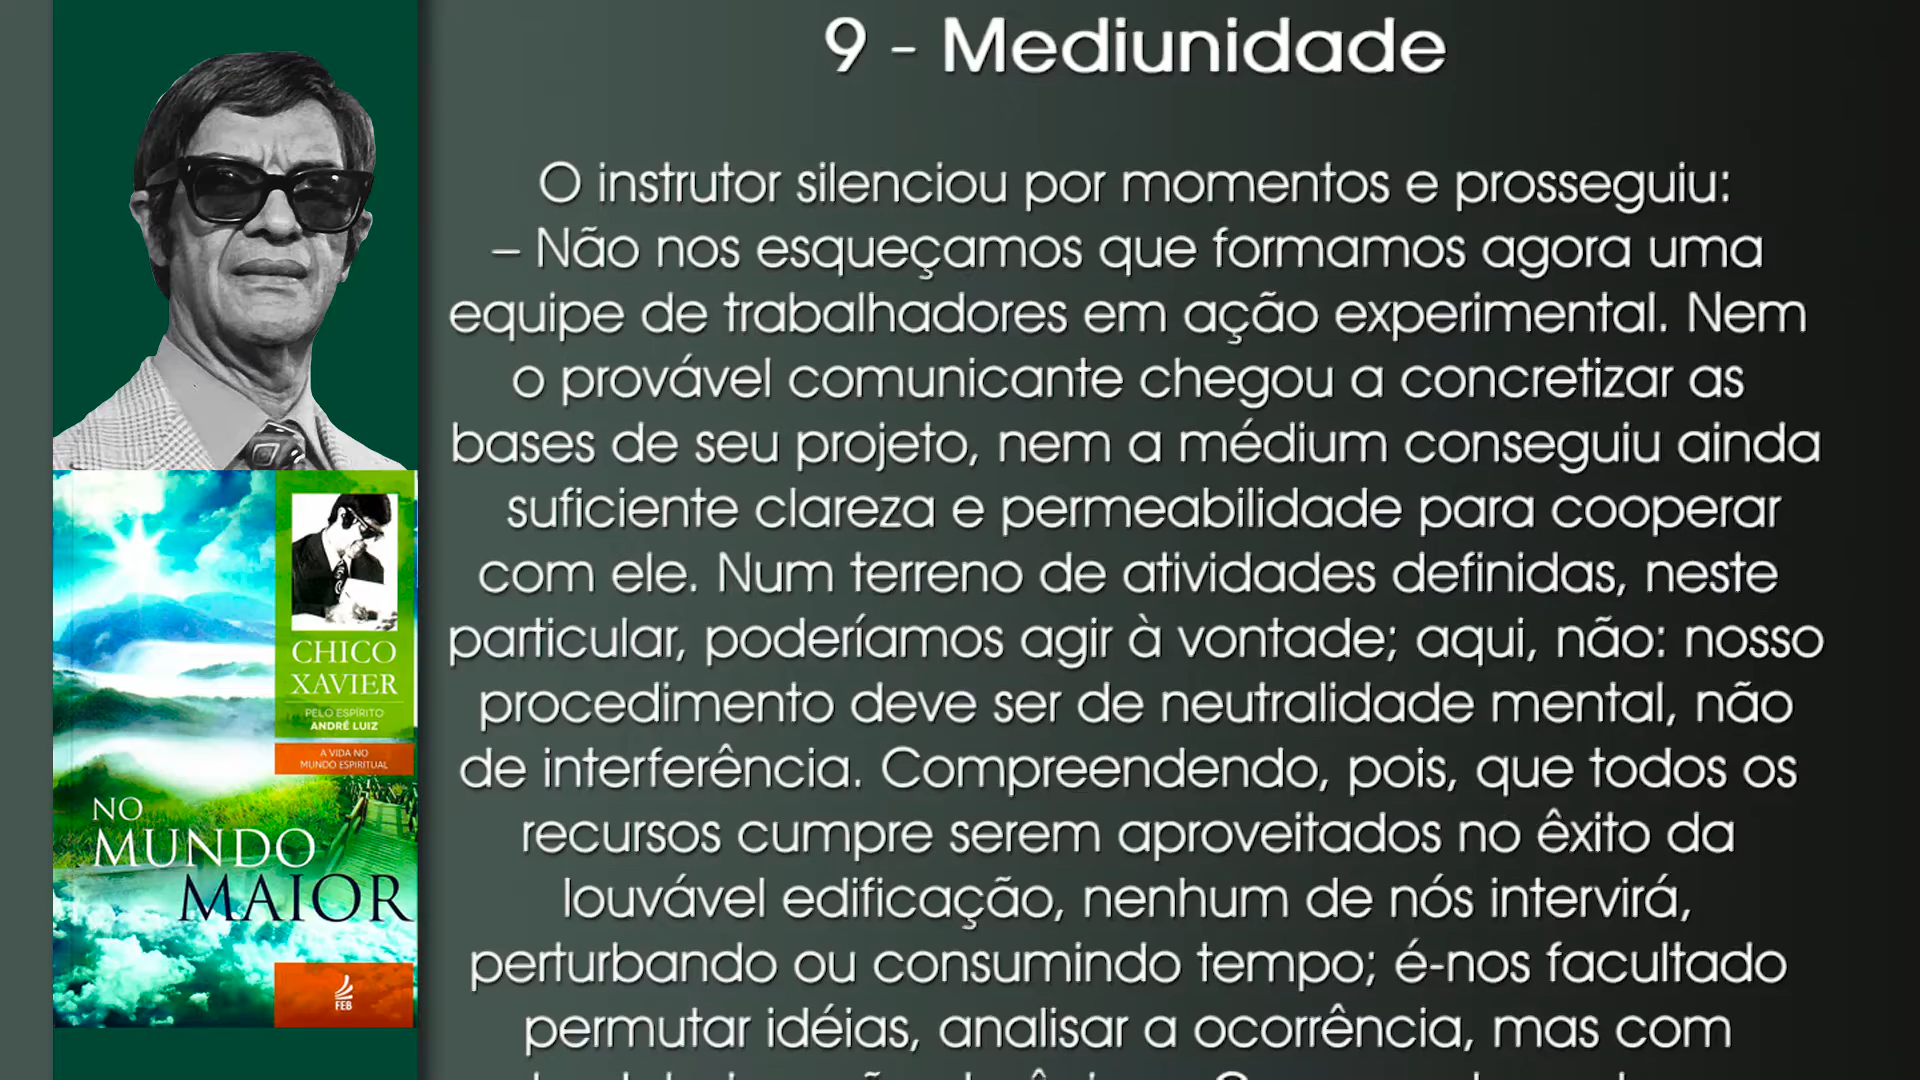 9 - Mediunidade
O instrutor silenciou por momentos e prosseguiu:
– Não nos esqueçamos que formamos agora uma
equipe de trabalhadores em ação experimental. Nem
o provável comunicante chegou a concretizar as
bases de seu projeto, nem a médium conseguiu ainda
suficiente clareza e permeabilidade para cooperar
com ele. Num terreno de atividades definidas, neste
particular, poderíamos agir à vontade; aqui, não: nosso
procedimento deve ser de neutralidade mental, não
de interferência. Compreendendo, pois, que todos os
recursos cumpre serem aproveitados no êxito da
louvável edificação, nenhum de nós intervirá,
perturbando ou consumindo tempo; é-nos facultado
permutar idéias, analisar a ocorrência, mas com
CHICO
XAVIER
PELO ESPÍRITO
ANDRÉ LUIZ
A VIDA NO
MUNDO ESPIRITUAL
NO
MUNDO
MAIOR
FEB